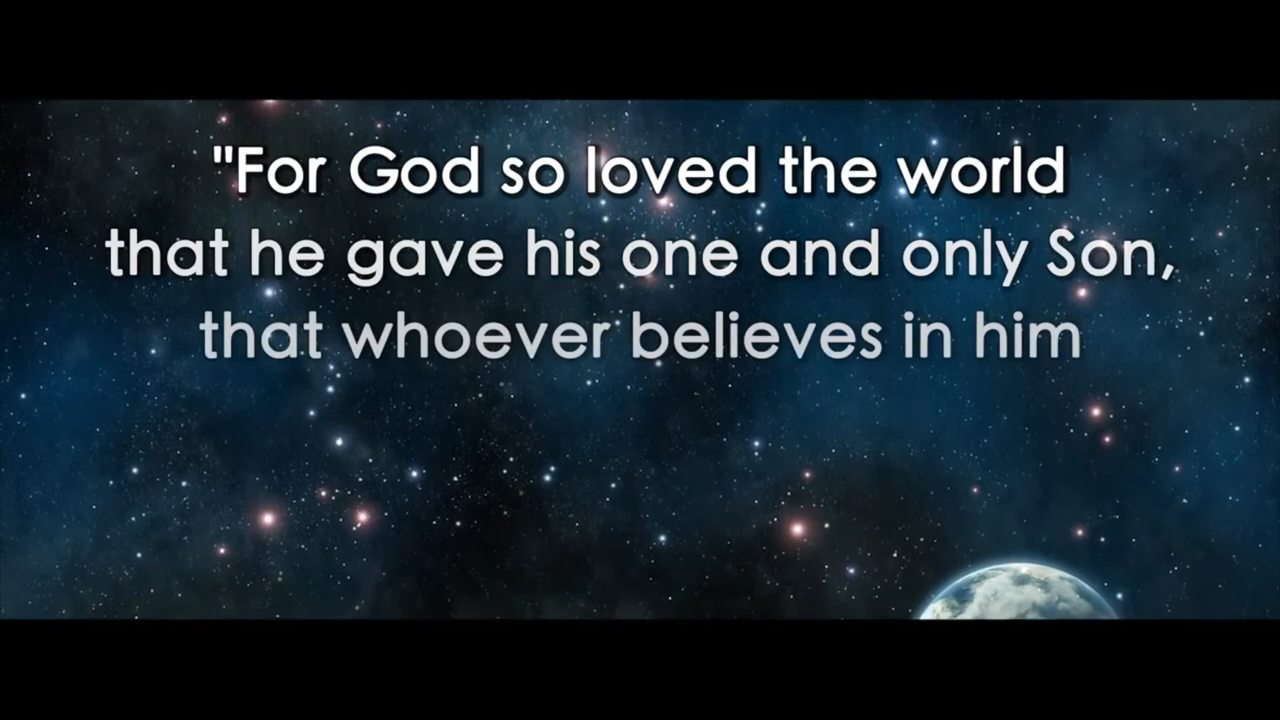 "For God so loved the world
that he gave his one and only Son,
that whoever believes in him